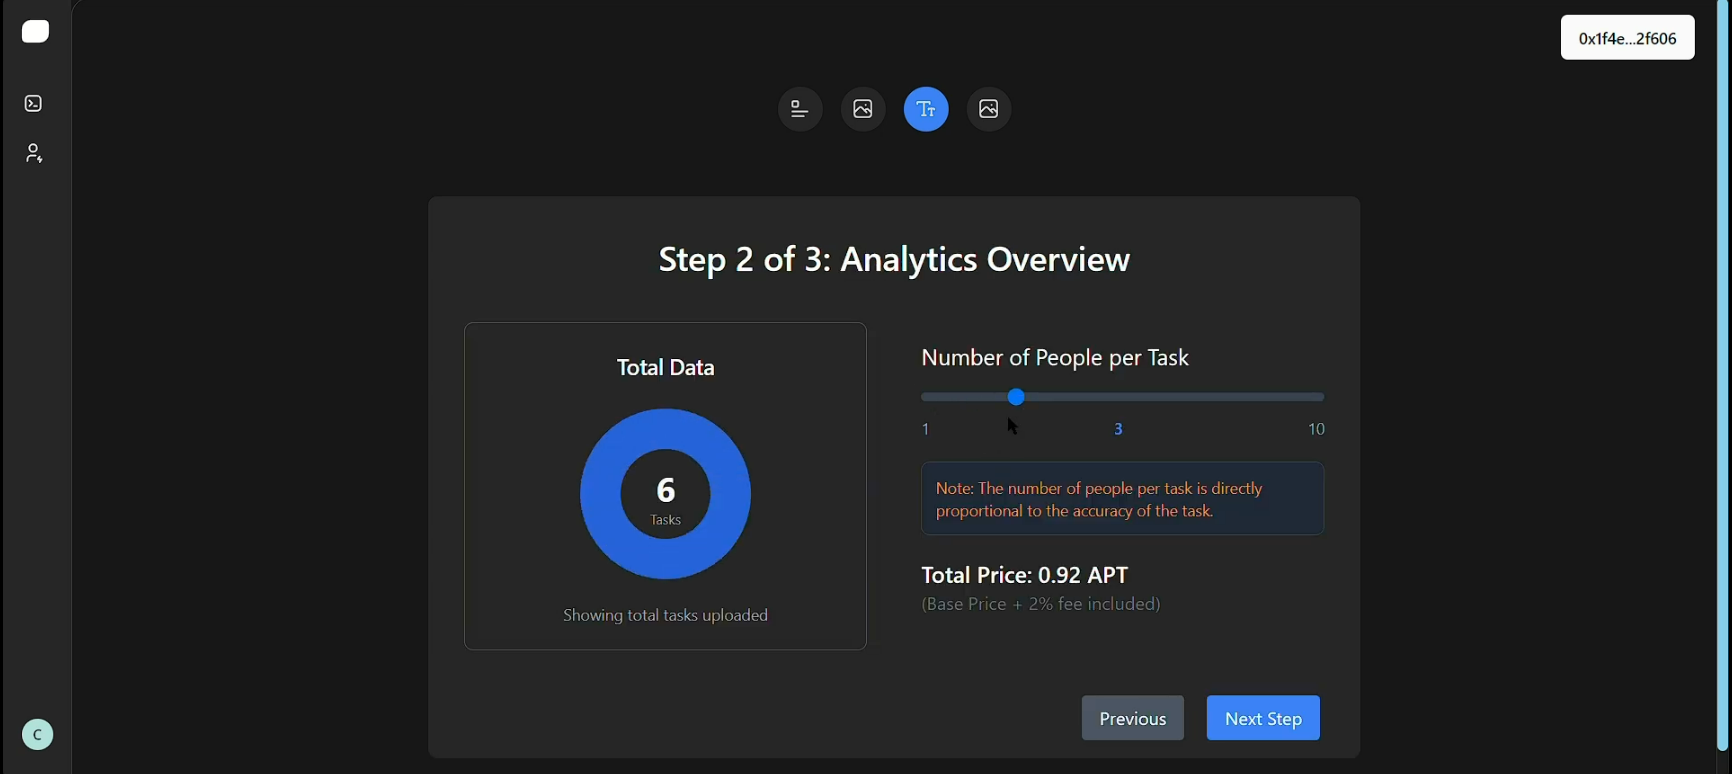 0x1f4e...2f606
Tт
Step 2 of 3: Analytics Overview
Total Data
6
Tasks
Showing total tasks uploaded
Number of People per Task
1 3 10
Note: The number of people per task is directly
proportional to the accuracy of the task.
Total Price: 0.92 APT
(Base Price + 2% fee included)
Previous Next Step
C